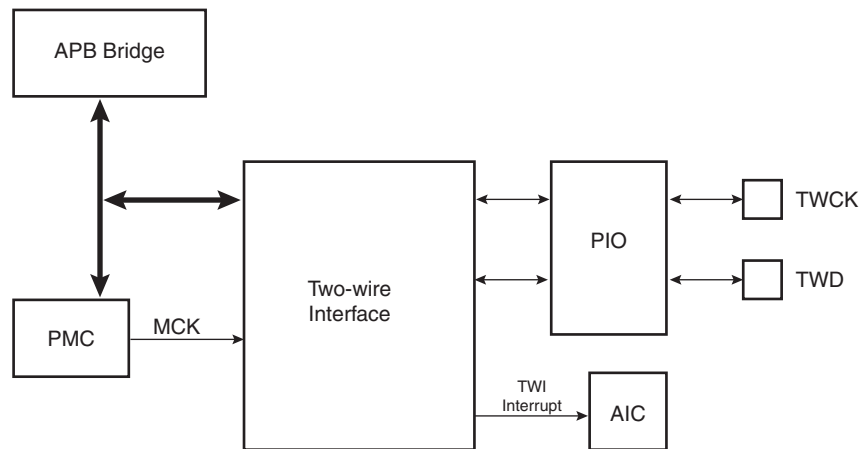 APB Bridge
TWCK
PIO
TWD
Two-wire
Interface
MCK
PMC
TWI
Interrupt
AIC